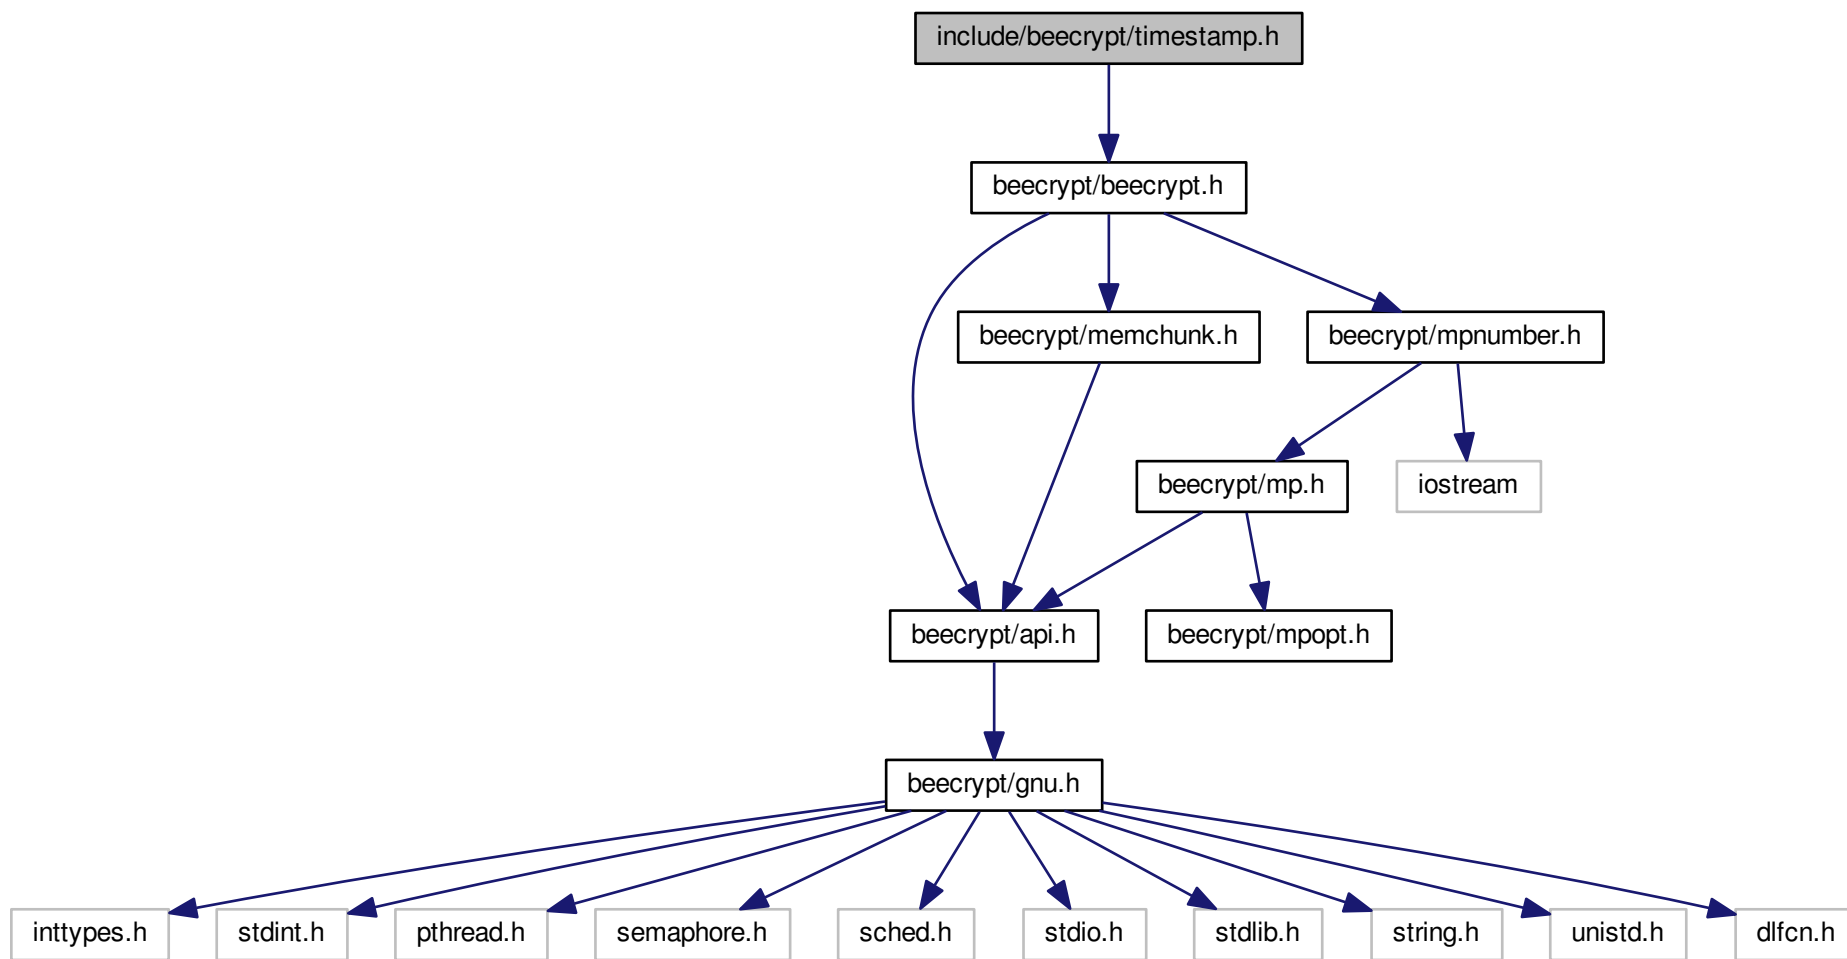 include/beecrypt/timestamp.h
beecrypt/beecrypt.h
beecrypt/memchunk.h
beecrypt/mpnumber.h
beecrypt/mp.h
iostream
beecrypt/api.h
beecrypt/mpopt.h
beecrypt/gnu.h
inttypes.h
stdint.h
pthread.h
semaphore.h
sched.h
stdio.h
stdlib.h
string.h
unistd.h
dlfcn.h